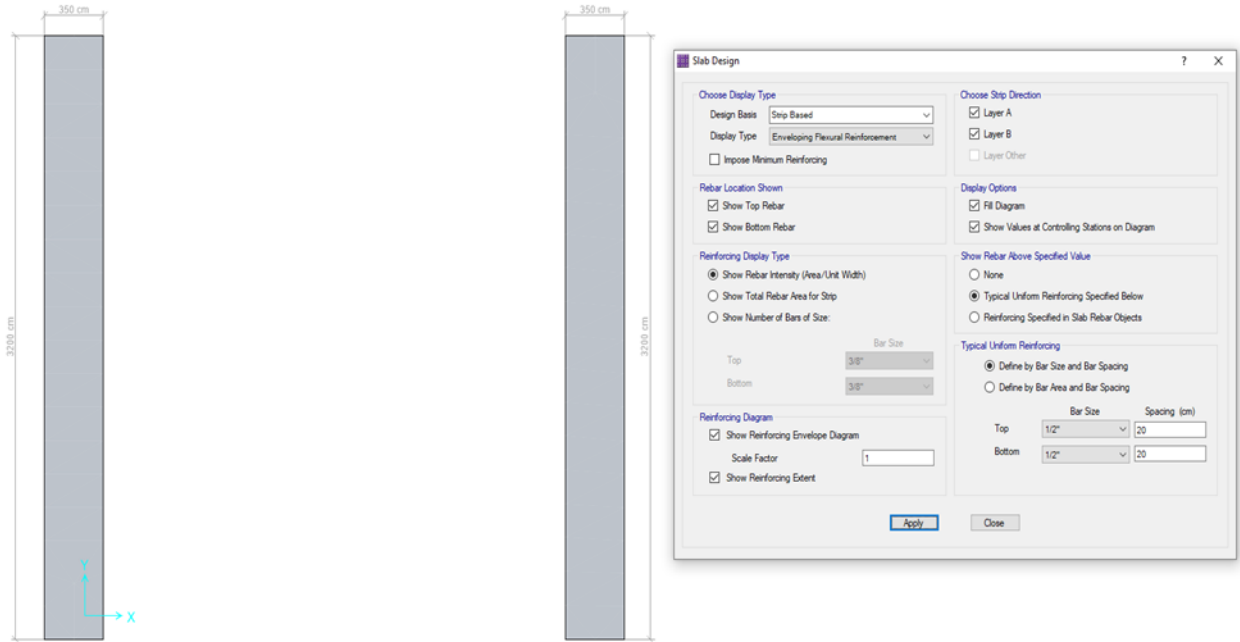 350 cm
350 cm
3200 cm
3200 cm
Y
X
Slab Design
?
X
Choose Display Type
Design Basis
Strip Based
Display Type
Enveloping Flexural Reinforcement
Impose Minimum Reinforcing
Rebar Location Shown
Show Top Rebar
Show Bottom Rebar
Reinforcing Display Type
Show Rebar Intensity (Area/Unit Width)
Show Total Rebar Area for Strip
Show Number of Bars of Size:
Bar Size
Top
3/8"
Bottom
3/8"
Reinforcing Diagram
Show Reinforcing Envelope Diagram
Scale Factor
1
Show Reinforcing Extent
Choose Strip Direction
Layer A
Layer B
Layer Other
Display Options
Fill Diagram
Show Values at Controlling Stations on Diagram
Show Rebar Above Specified Value
None
Typical Uniform Reinforcing Specified Below
Reinforcing Specified in Slab Rebar Objects
Typical Uniform Reinforcing
Define by Bar Size and Bar Spacing
Define by Bar Area and Bar Spacing
Bar Size
Spacing (cm)
Top
1/2"
20
Bottom
1/2"
20
Apply
Close